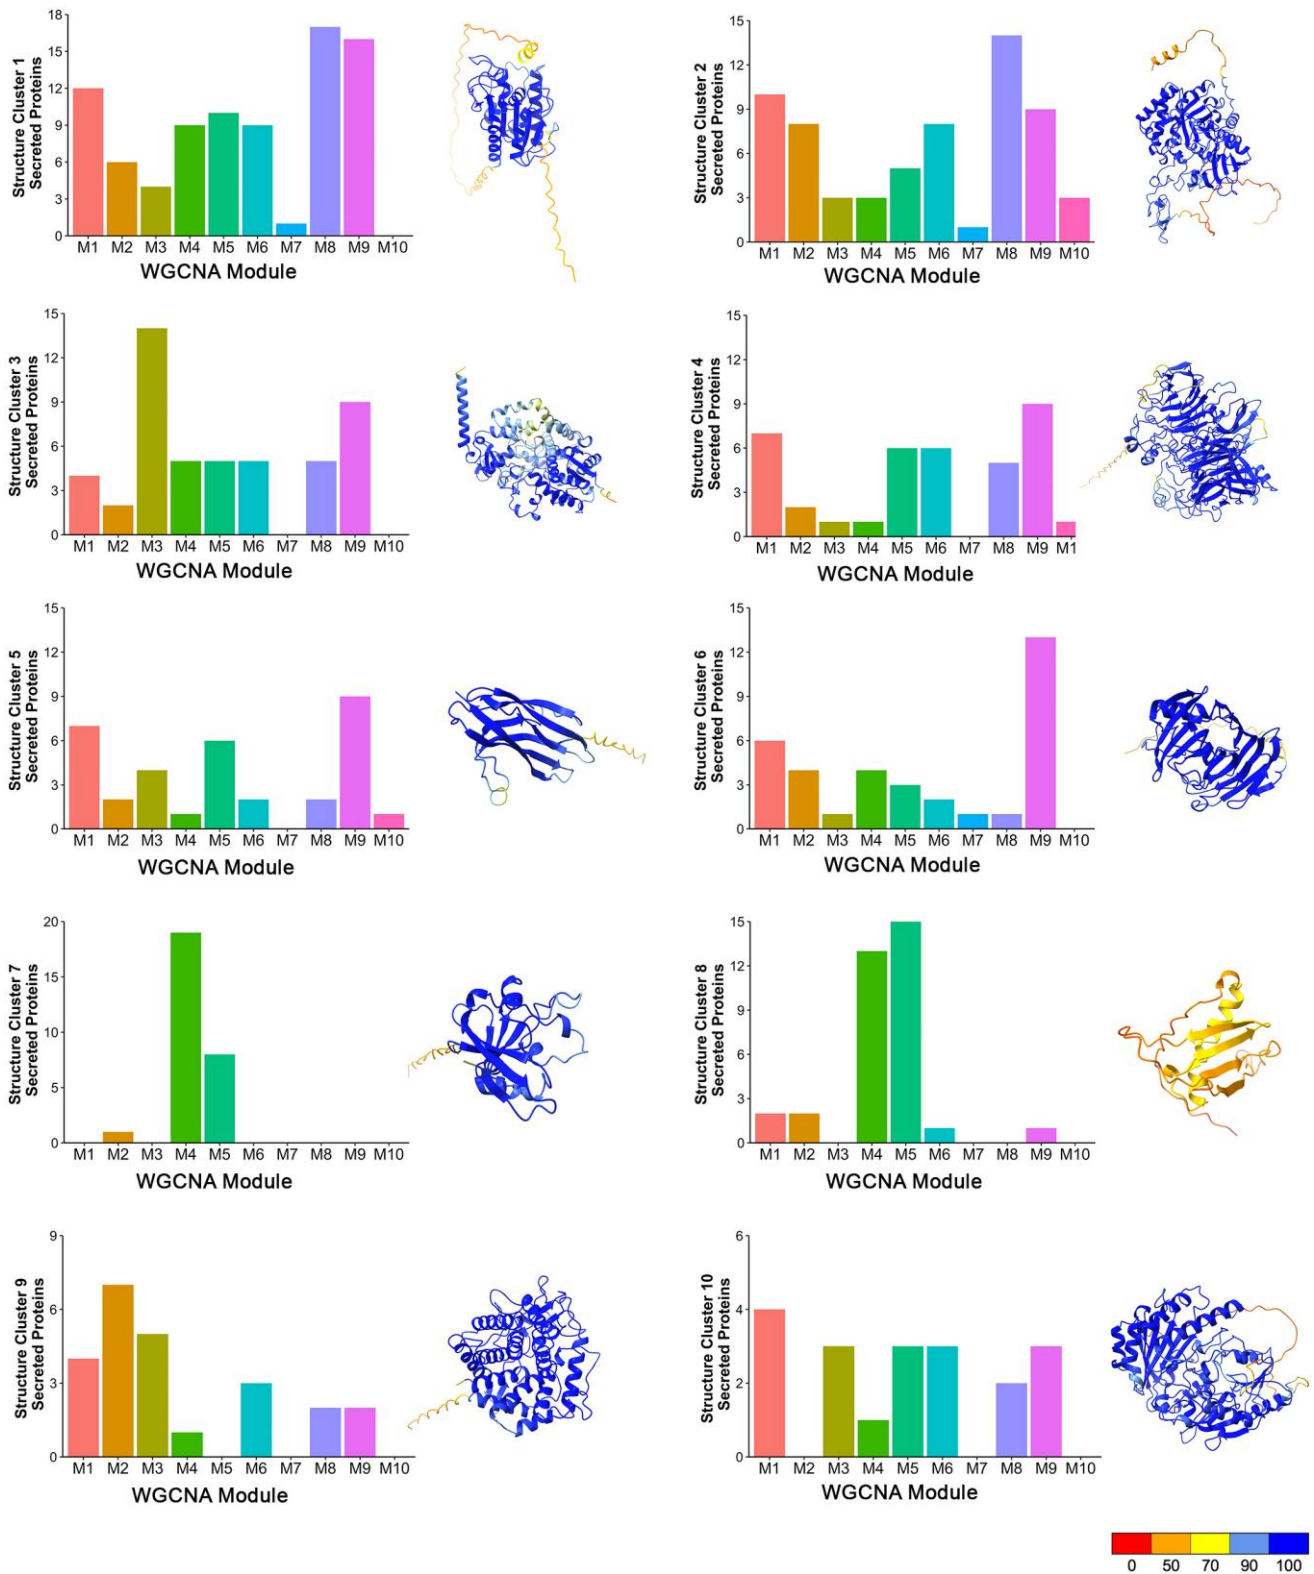 Structure Cluster 1
Secreted Proteins
18
15
12
9
6
3
0
M1 M2 M3 M4 M5 M6 M7 M8 M9 M10
WGCNA Module
Structure Cluster 2
Secreted Proteins
15
12
9
6
3
0
M1 M2 M3 M4 M5 M6 M7 M8 M9 M10
WGCNA Module
Structure Cluster 3
Secreted Proteins
15
12
9
6
3
0
M1 M2 M3 M4 M5 M6 M7 M8 M9 M10
WGCNA Module
Structure Cluster 4
Secreted Proteins
15
12
9
6
3
0
M1 M2 M3 M4 M5 M6 M7 M8 M9 M1
WGCNA Module
Structure Cluster 5
Secreted Proteins
15
12
9
6
3
0
M1 M2 M3 M4 M5 M6 M7 M8 M9 M10
WGCNA Module
Structure Cluster 6
Secreted Proteins
15
12
9
6
3
0
M1 M2 M3 M4 M5 M6 M7 M8 M9 M10
WGCNA Module
Structure Cluster 7
Secreted Proteins
20
15
10
5
0
M1 M2 M3 M4 M5 M6 M7 M8 M9 M10
WGCNA Module
Structure Cluster 8
Secreted Proteins
15
12
9
6
3
0
M1 M2 M3 M4 M5 M6 M7 M8 M9 M10
WGCNA Module
Structure Cluster 9
Secreted Proteins
9
6
3
0
M1 M2 M3 M4 M5 M6 M7 M8 M9 M10
WGCNA Module
Structure Cluster 10
Secreted Proteins
6
4
2
0
M1 M2 M3 M4 M5 M6 M7 M8 M9 M10
WGCNA Module
0 50 70 90 100